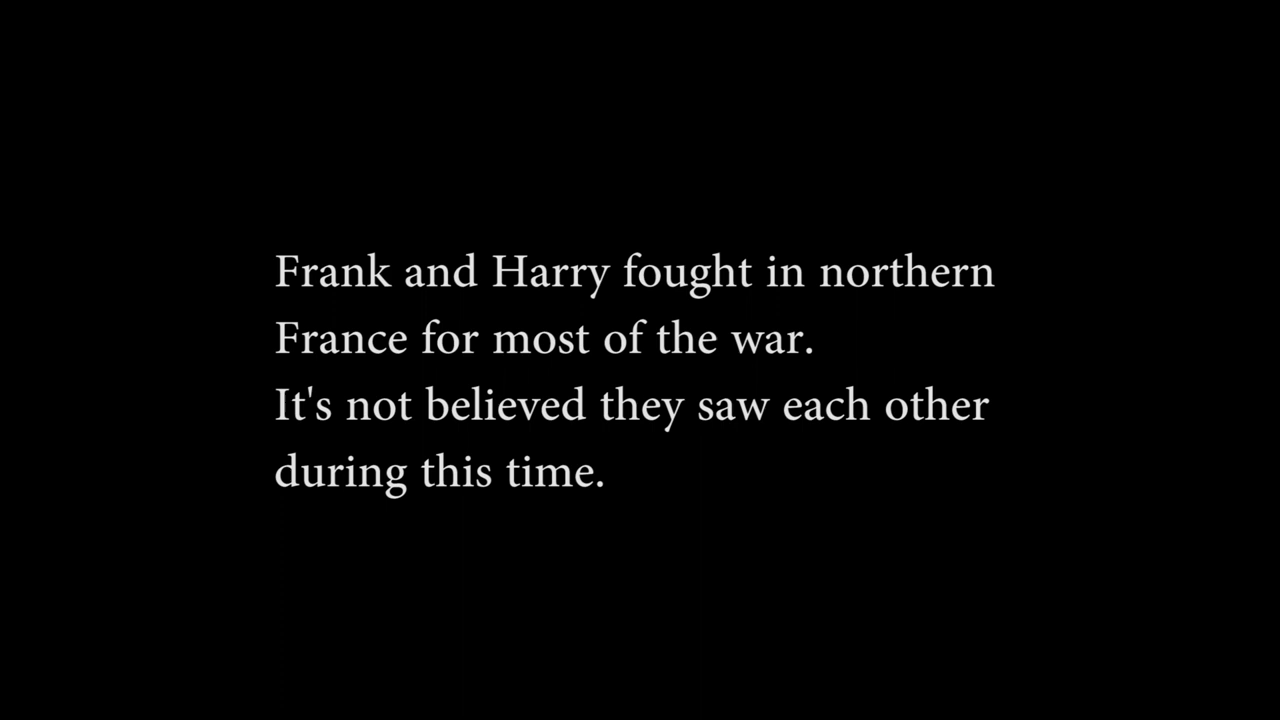 Frank and Harry fought in northern
France for most of the war.
It's not believed they saw each other
during this time.